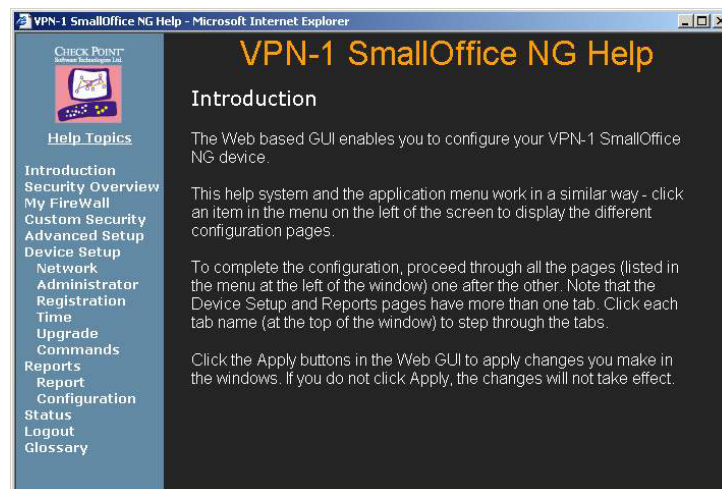 VPN-1 SmallOffice NG Help - Microsoft Internet Explorer
CHECK POINT™
Software Technologies Ltd.
Help Topics
Introduction
Security Overview
My FireWall
Custom Security
Advanced Setup
Device Setup
Network
Administrator
Registration
Time
Upgrade
Commands
Reports
Report
Configuration
Status
Logout
Glossary
VPN-1 SmallOffice NG Help
Introduction
The Web based GUI enables you to configure your VPN-1 SmallOffice
NG device.
This help system and the application menu work in a similar way - click
an item in the menu on the left of the screen to display the different
configuration pages.
To complete the configuration, proceed through all the pages (listed in
the menu at the left of the window) one after the other. Note that the
Device Setup and Reports pages have more than one tab. Click each
tab name (at the top of the window) to step through the tabs.
Click the Apply buttons in the Web GUI to apply changes you make in
the windows. If you do not click Apply, the changes will not take effect.